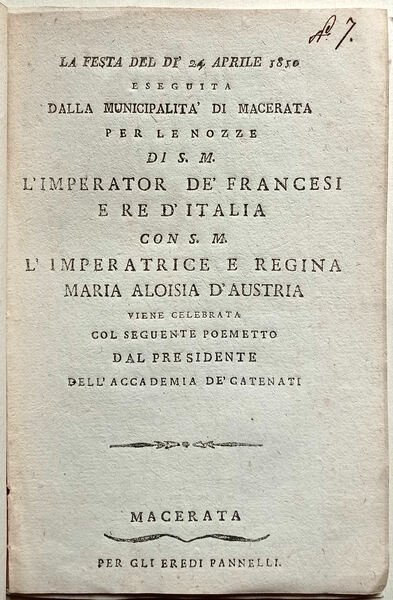 N.º 7.
LA FESTA DEL DI' 24 APRILE 1810
ESEGUITA
DALLA MUNICIPALITA' DI MACERATA
PER LE NOZZE
DI S. M.
L'IMPERATOR DE' FRANCESI
E RE D'ITALIA
CON S. M.
L'IMPERATRICE E REGINA
MARIA ALOISIA D'AUSTRIA
VIENE CELEBRATA
COL SEGUENTE POEMETTO
DAL PRESIDENTE
DELL'ACCADEMIA DE' CATENATI
MACERATA
PER GLI EREDI PANNELLI.